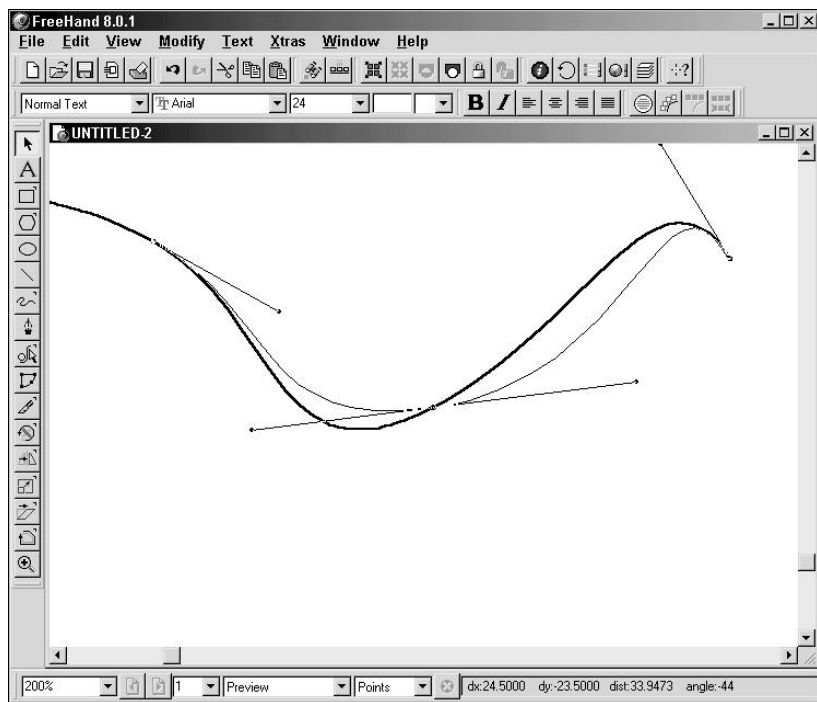 FreeHand 8.0.1
File Edit View Modify Text Xtras Window Help
Normal Text Arial 24 B I
UNTITLED-2
A
200% 1 Preview Points dx:24.5000 dy:-23.5000 dist:33.9473 angle:-44